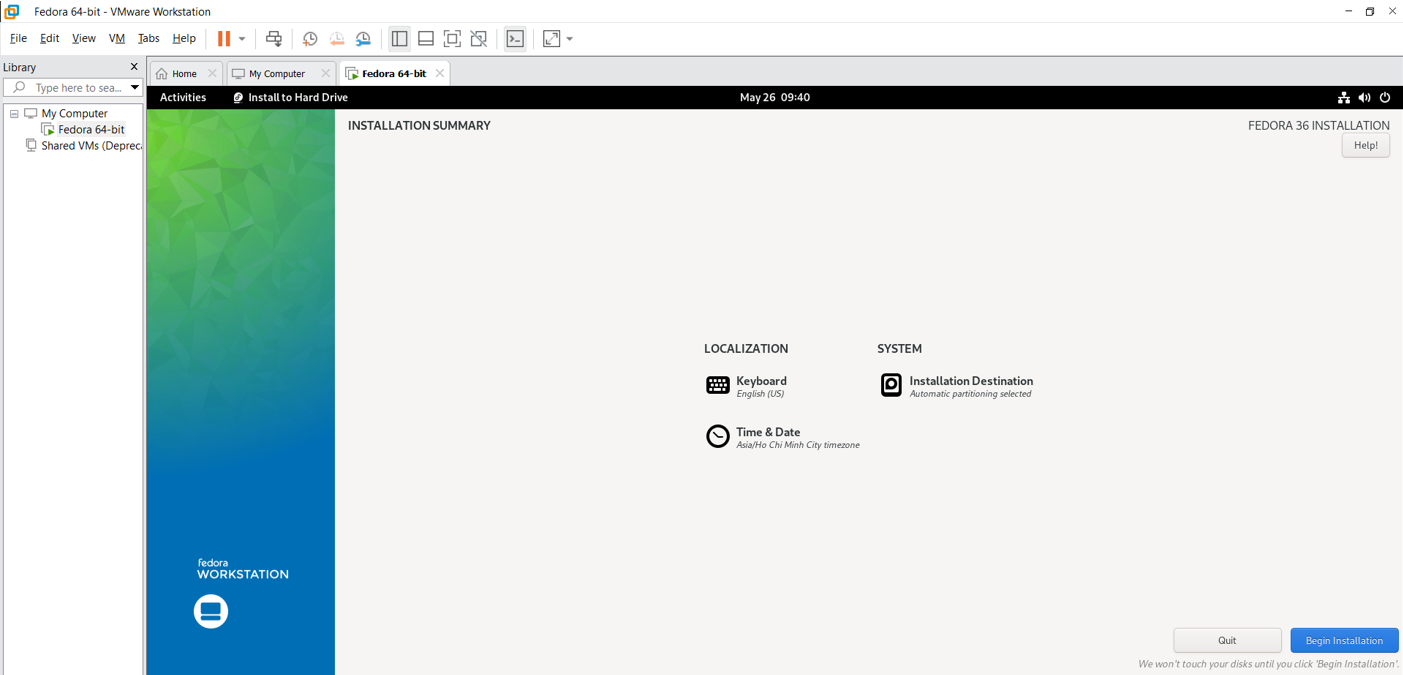 Fedora 64-bit - VMware Workstation
File Edit View VM Tabs Help
Library
Type here to sea...
My Computer
Fedora 64-bit
Shared VMs (Depreca
Home My Computer Fedora 64-bit
Activities Install to Hard Drive May 26 09:40
INSTALLATION SUMMARY
FEDORA 36 INSTALLATION
Help!
LOCALIZATION
Keyboard
English (US)
Time & Date
Asia/Ho Chi Minh City timezone
SYSTEM
Installation Destination
Automatic partitioning selected
fedora
WORKSTATION
Quit Begin Installation
We won't touch your disks until you click 'Begin Installation'.